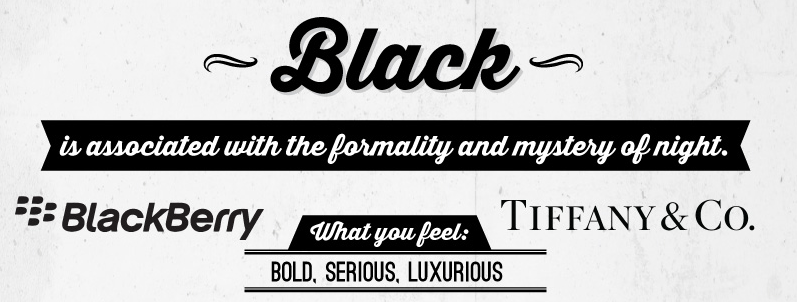 Black
is associated with the formality and mystery of night.
BlackBerry
TIFFANY & CO.
What you feel:
BOLD, SERIOUS, LUXURIOUS